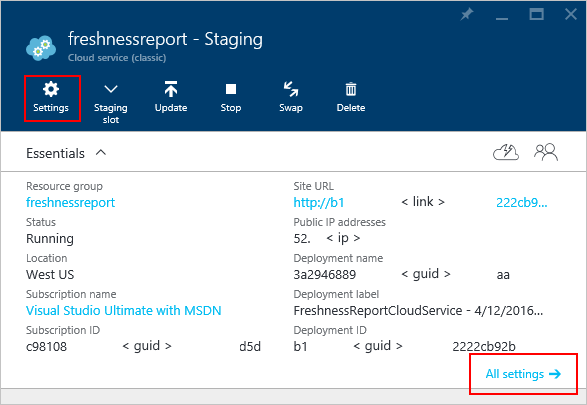 freshnessreport - Staging
Cloud service (classic)
Settings
Staging
slot
Update
Stop
Swap
Delete
Essentials
Resource group
freshnessreport
Site URL
http://b1 < link > 222cb9...
Status
Running
Public IP addresses
52. < ip >
Location
West US
Deployment name
3a2946889 < guid > aa
Subscription name
Visual Studio Ultimate with MSDN
Deployment label
FreshnessReportCloudService - 4/12/2016...
Subscription ID
c98108 < guid > d5d
Deployment ID
b1 < guid > 2222cb92b
All settings